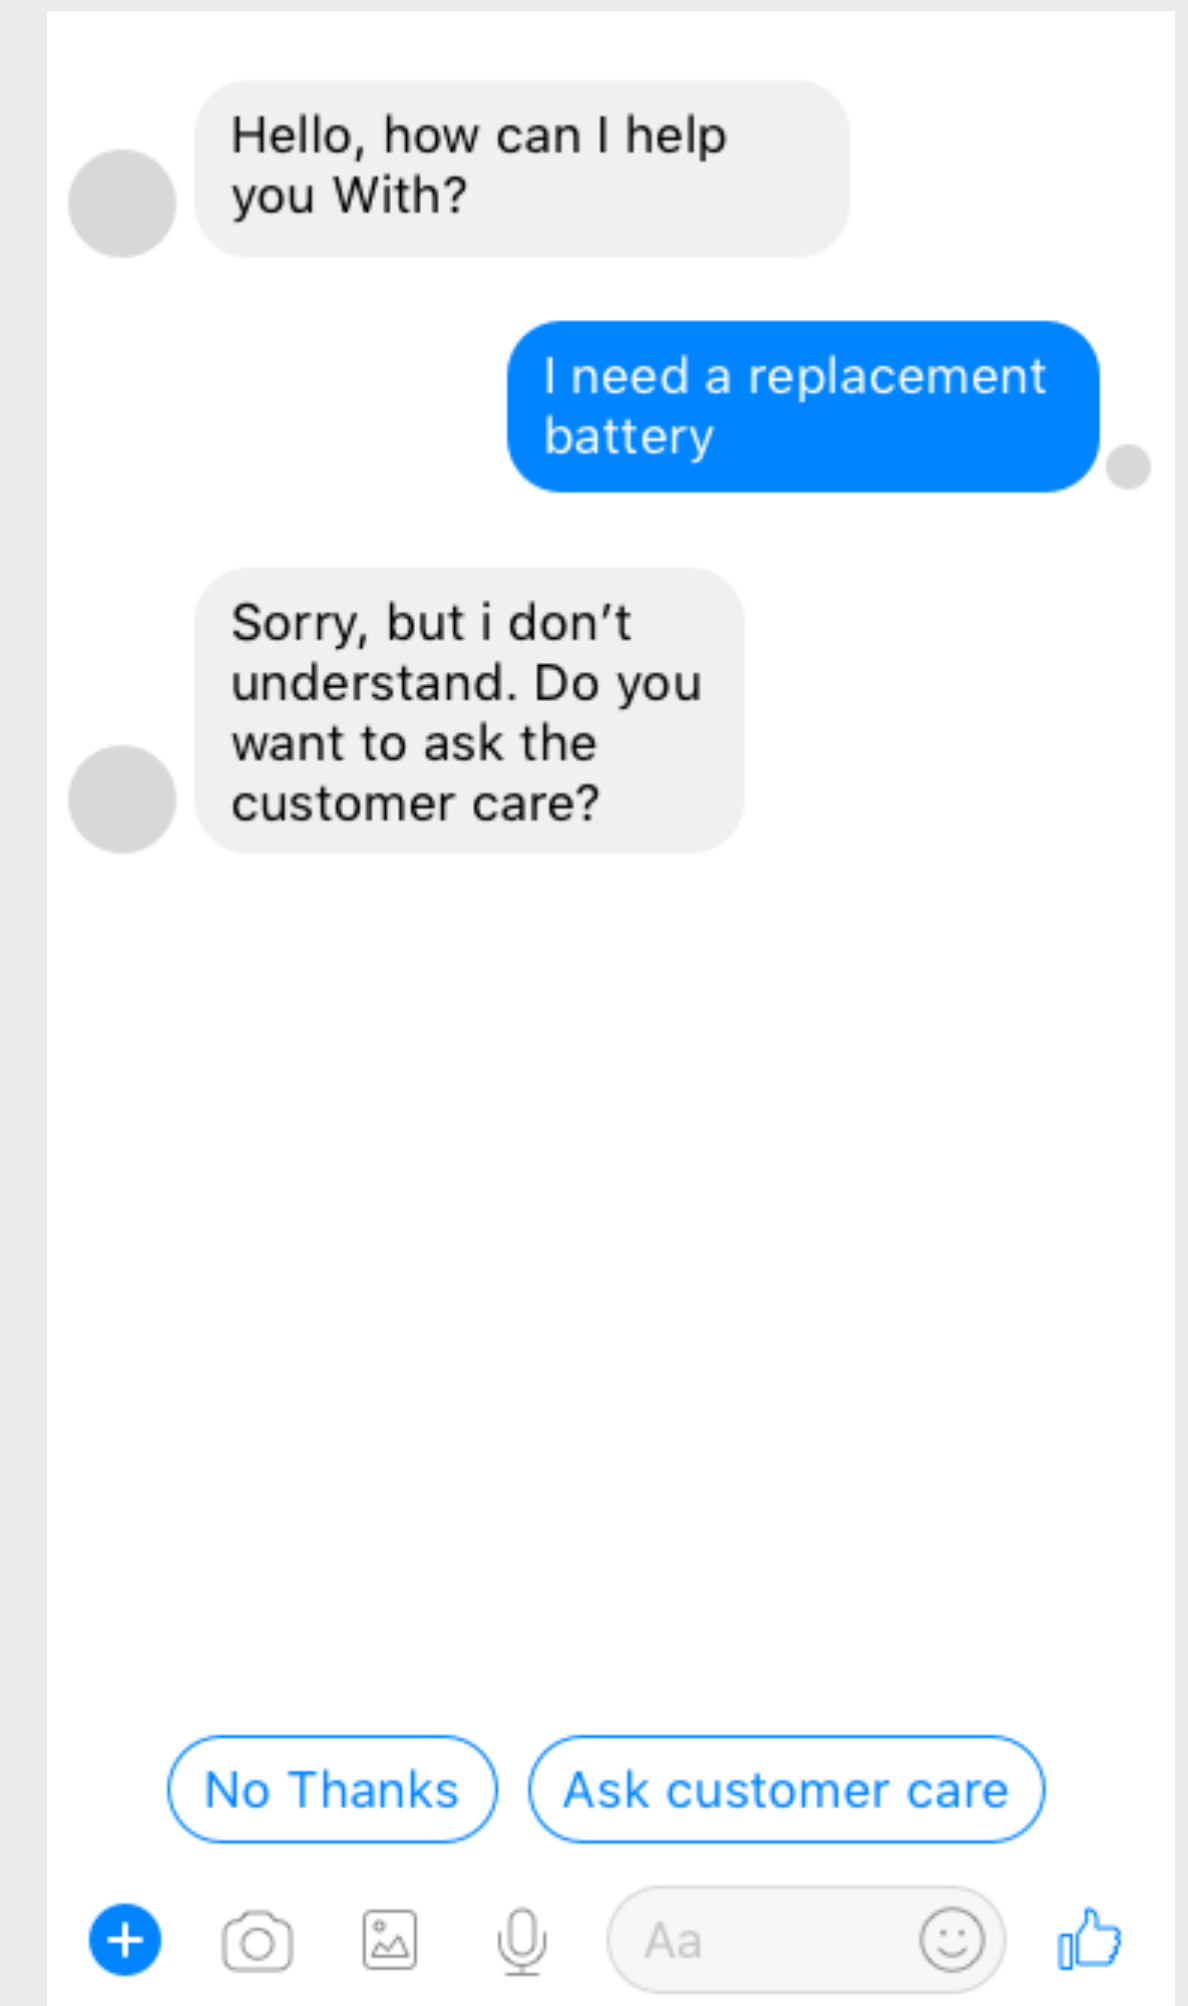 Hello, how can I help
you With?
I need a replacement
battery
Sorry, but i don’t
understand. Do you
want to ask the
customer care?
No Thanks
Ask customer care
Aa